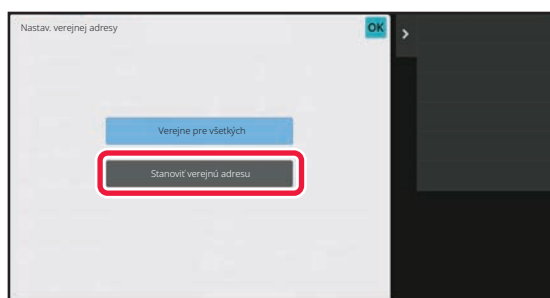 Nastav. verejnej adresy
OK
Verejne pre všetkých
Stanoviť verejnú adresu